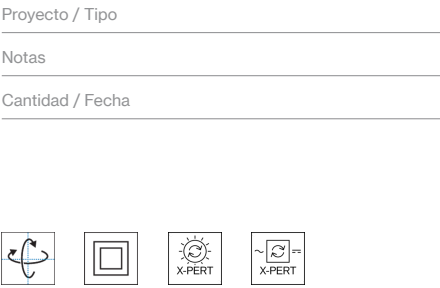 Proyecto / Tipo
Notas
Cantidad / Fecha
X-PERT
X-PERT